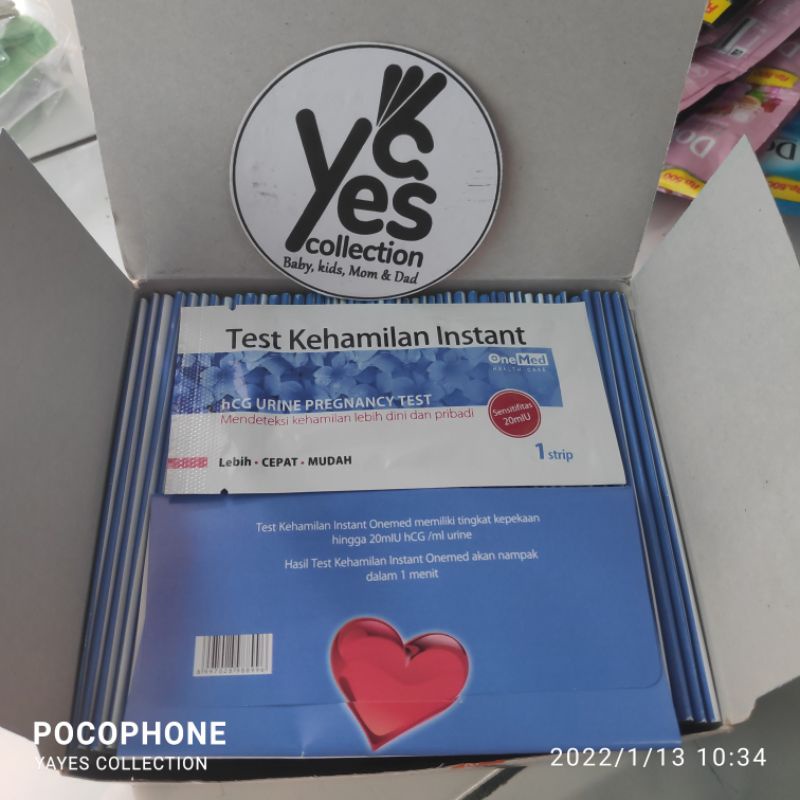 Yayes
collection
Baby, kids, Mom & Dad
Test Kehamilan Instant
OneMed
HEALTH CARE
hCG URINE PREGNANCY TEST
Mendeteksi kehamilan lebih dini dan pribadi
Sensitifitas
20mIU
Lebih • CEPAT • MUDAH
1 strip
Test Kehamilan Instant Onemed memiliki tingkat kepekaan
hingga 20mIU hCG /ml urine
Hasil Test Kehamilan Instant Onemed akan nampak
dalam 1 menit
Rp.500
POCOPHONE
YAYES COLLECTION
2022/1/13 10:34